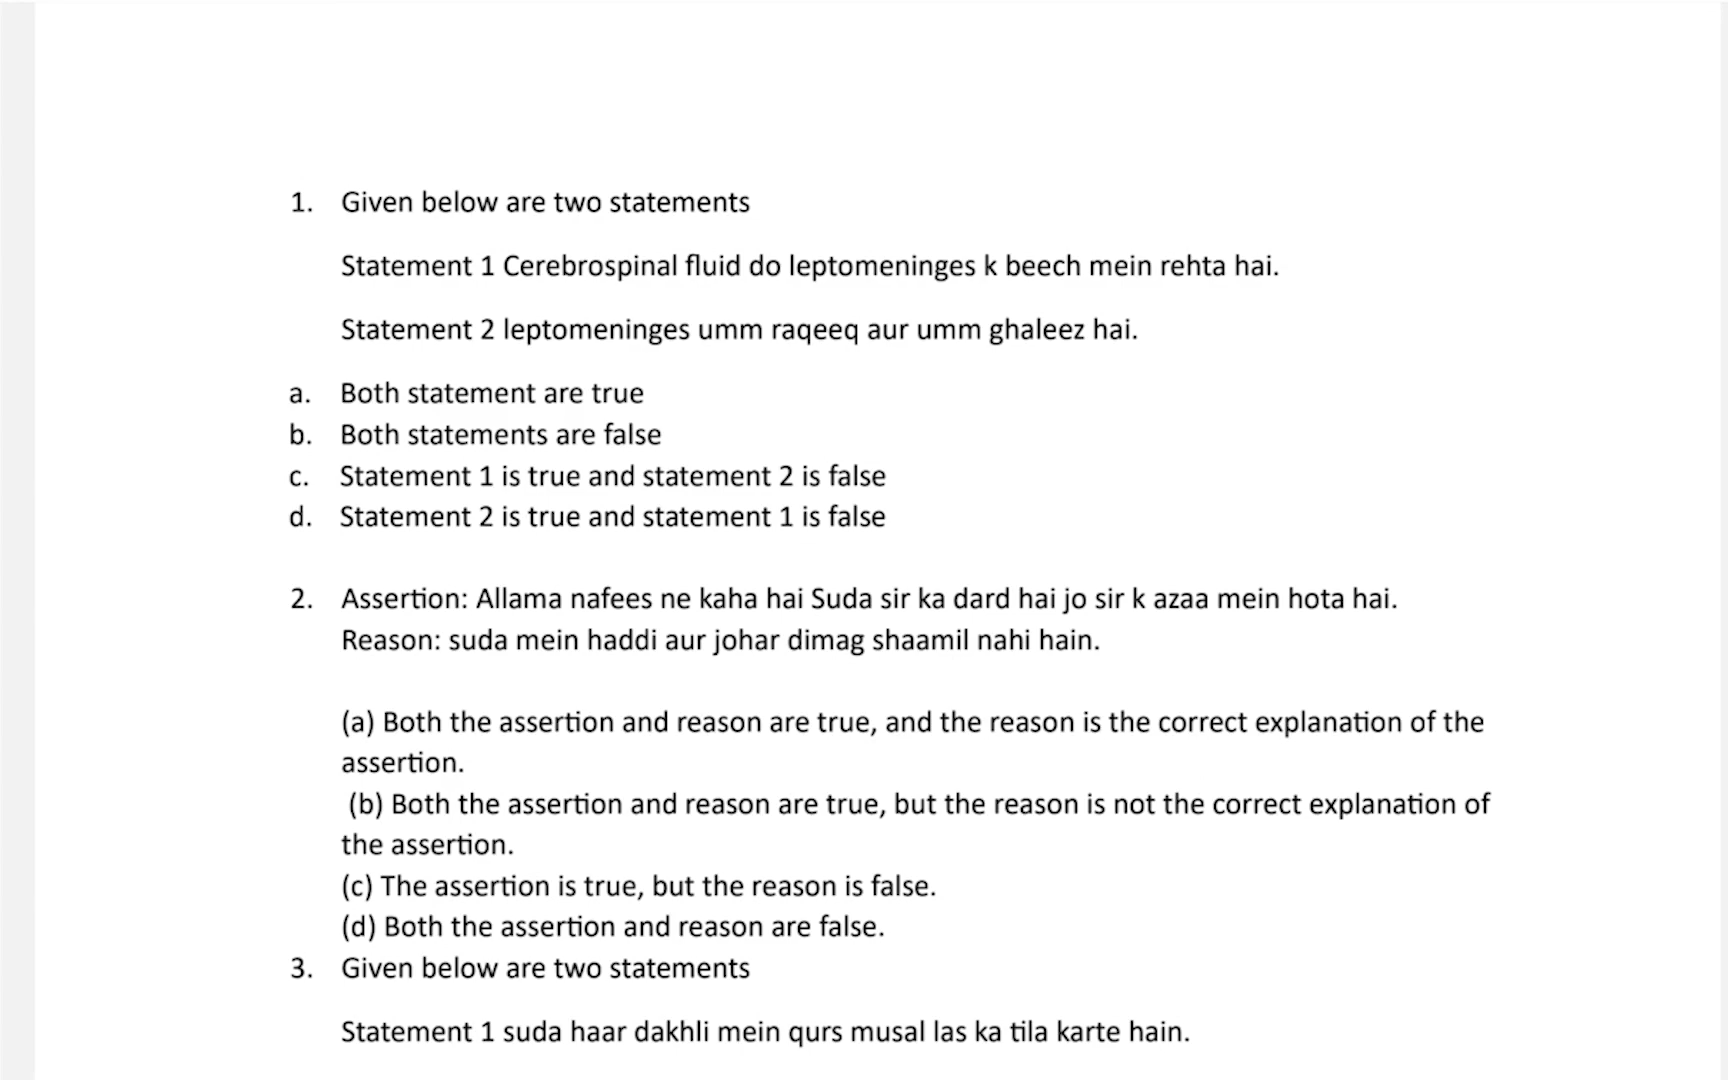 1. Given below are two statements
Statement 1 Cerebrospinal fluid do leptomeninges k beech mein rehta hai.
Statement 2 leptomeninges umm raqeeq aur umm ghaleez hai.
a. Both statement are true
b. Both statements are false
c. Statement 1 is true and statement 2 is false
d. Statement 2 is true and statement 1 is false
2. Assertion: Allama nafees ne kaha hai Suda sir ka dard hai jo sir k azaa mein hota hai.
Reason: suda mein haddi aur johar dimag shaamil nahi hain.
(a) Both the assertion and reason are true, and the reason is the correct explanation of the
assertion.
(b) Both the assertion and reason are true, but the reason is not the correct explanation of
the assertion.
(c) The assertion is true, but the reason is false.
(d) Both the assertion and reason are false.
3. Given below are two statements
Statement 1 suda haar dakhli mein qurs musal las ka tila karte hain.